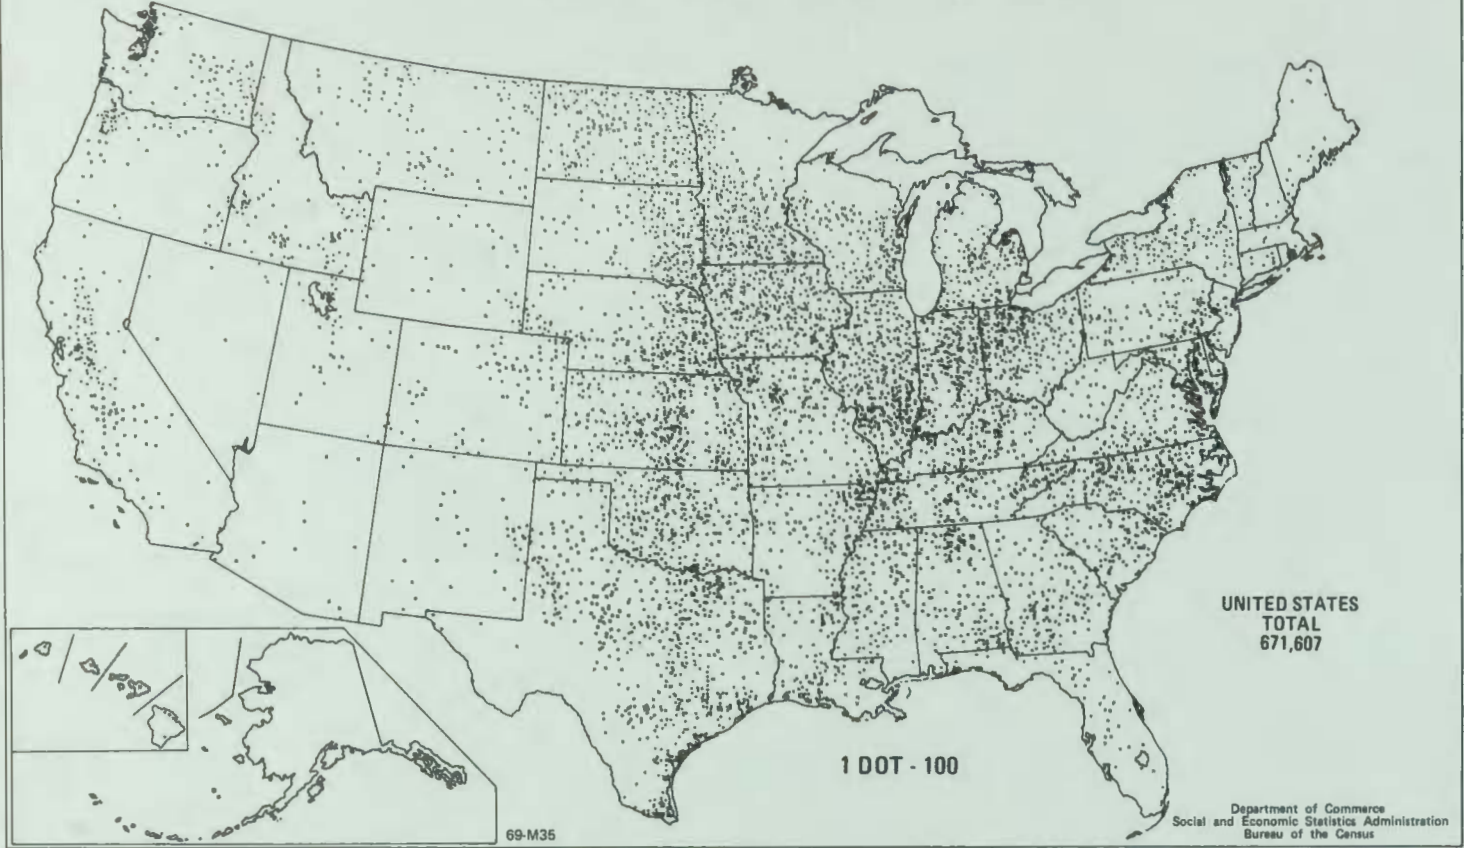 UNITED STATES
TOTAL
671,607
1 DOT - 100
69-M35
Department of Commerce
Social and Economic Statistics Administration
Bureau of the Census